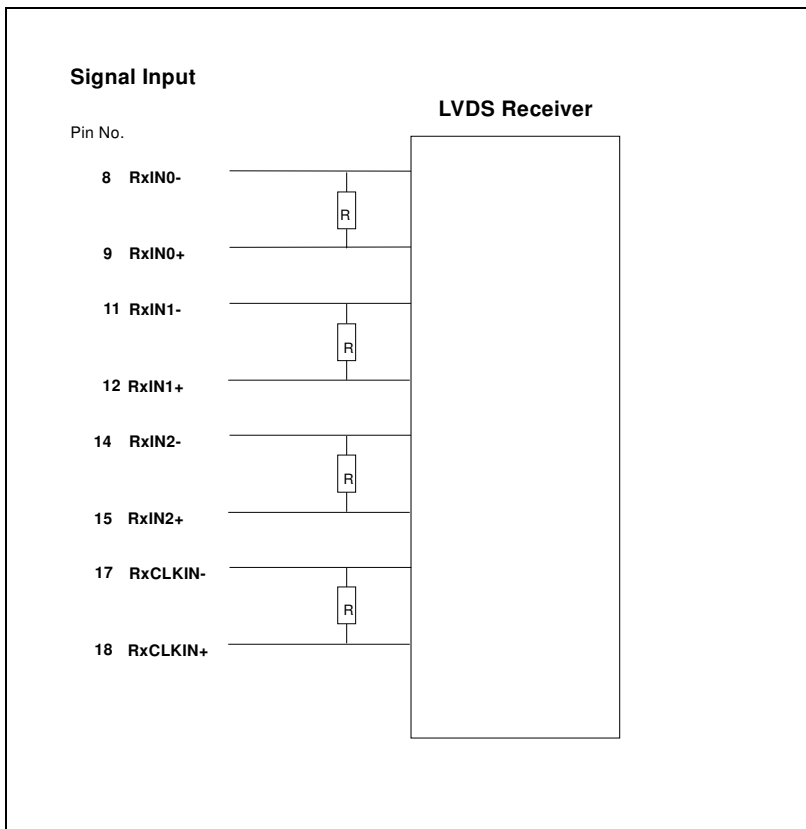 Signal Input
LVDS Receiver
Pin No.
8 RxIN0-
R
9 RxIN0+
11 RxIN1-
R
12 RxIN1+
14 RxIN2-
R
15 RxIN2+
17 RxCLKIN-
R
18 RxCLKIN+